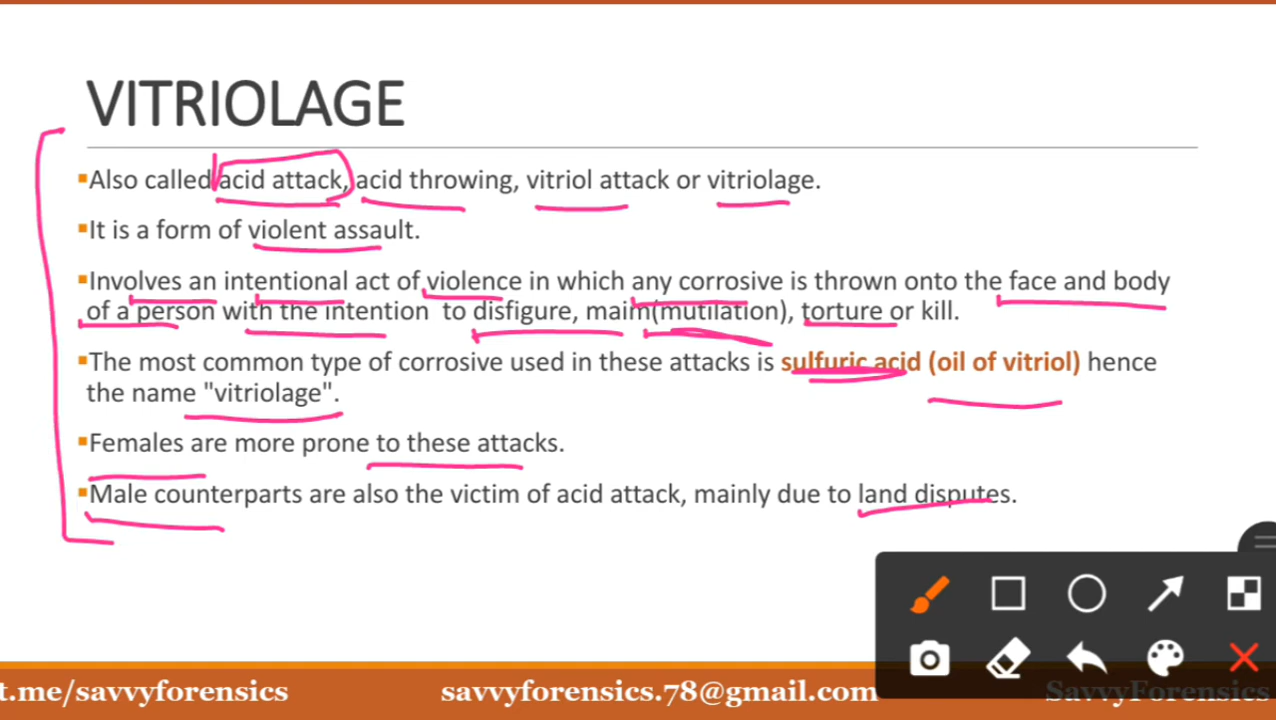 VITRIOLAGE
▪Also called acid attack, acid throwing, vitriol attack or vitriolage.
▪It is a form of violent assault.
▪Involves an intentional act of violence in which any corrosive is thrown onto the face and body
of a person with the intention to disfigure, maim(mutilation), torture or kill.
▪The most common type of corrosive used in these attacks is sulfuric acid (oil of vitriol) hence
the name "vitriolage".
▪Females are more prone to these attacks.
▪Male counterparts are also the victim of acid attack, mainly due to land disputes.
t.me/savvyforensics savvyforensics.78@gmail.com SavvyForensics